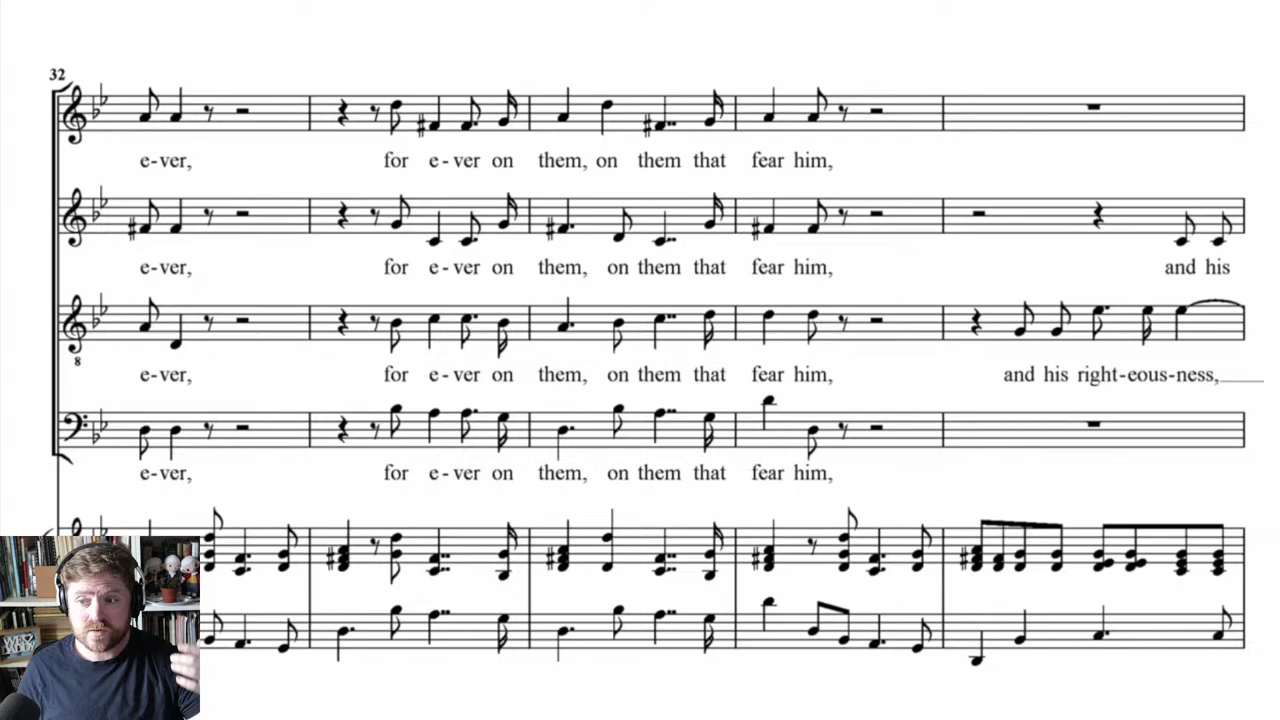 32
e-ver, for e-ver on them, on them that fear him,
e-ver, for e-ver on them, on them that fear him, and his
8
e-ver, for e-ver on them, on them that fear him, and his right-eous-ness,
e-ver, for e-ver on them, on them that fear him,
DADDY